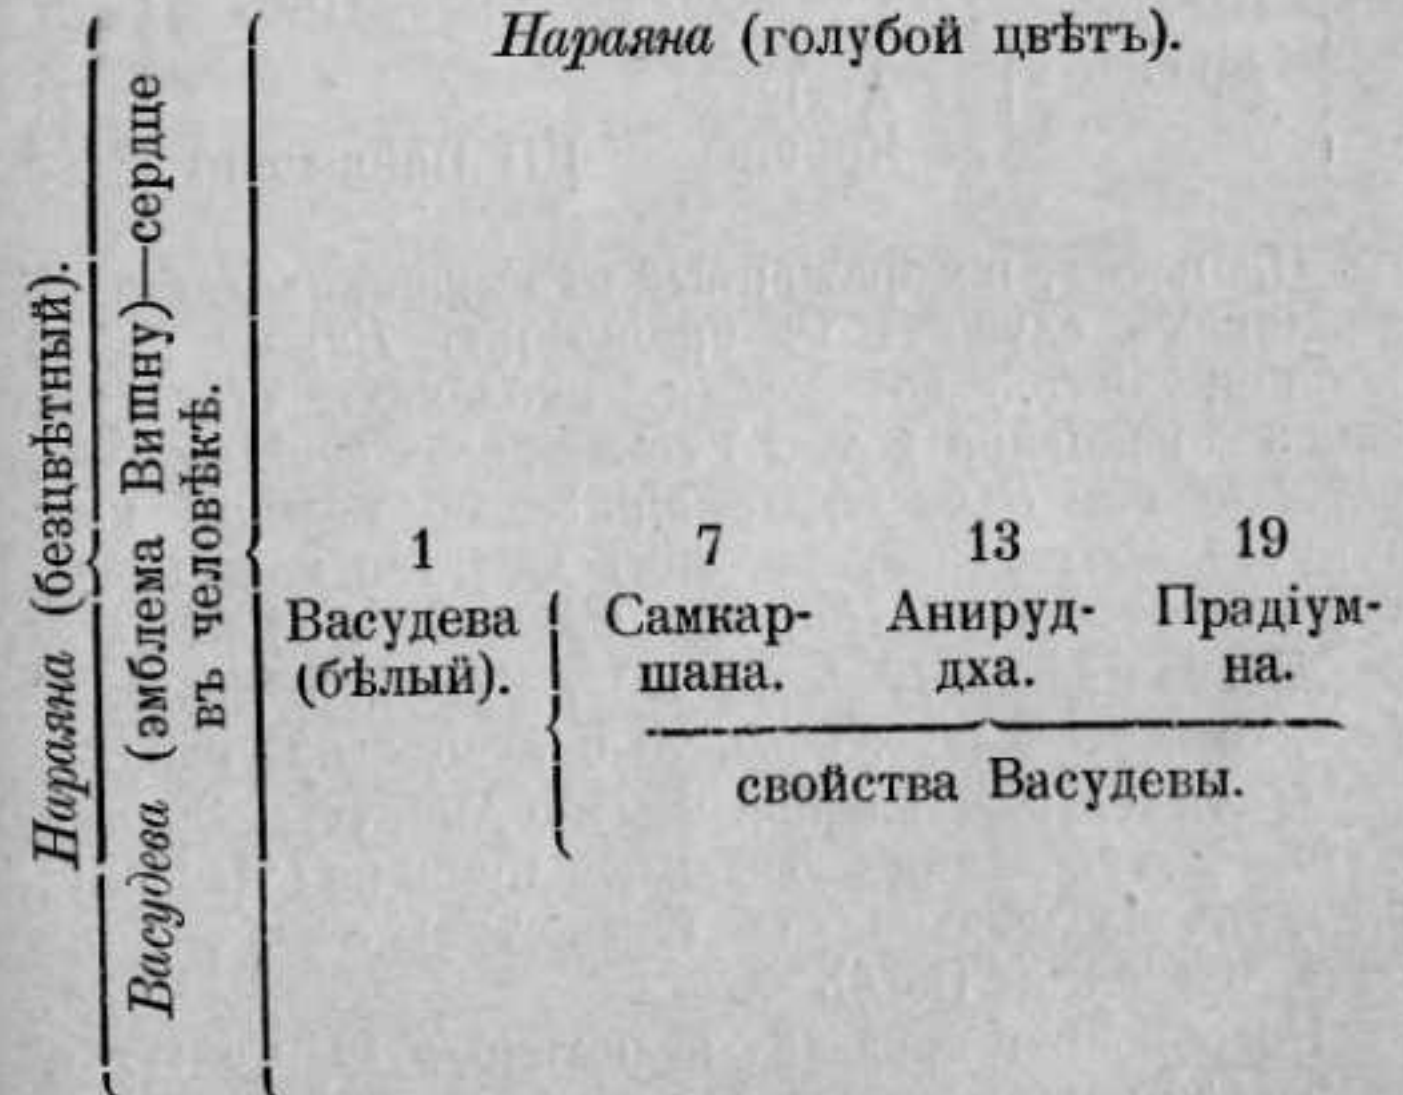 Нараяна (безцвѣтный).
Васудева (эмблема Вишну)—сердце
въ человѣкѣ.
Нараяна (голубой цвѣтъ).
1 7 13 19
Васудева Самкар- Анируд- Прадіум-
(бѣлый). шана. дха. на.
свойства Васудевы.